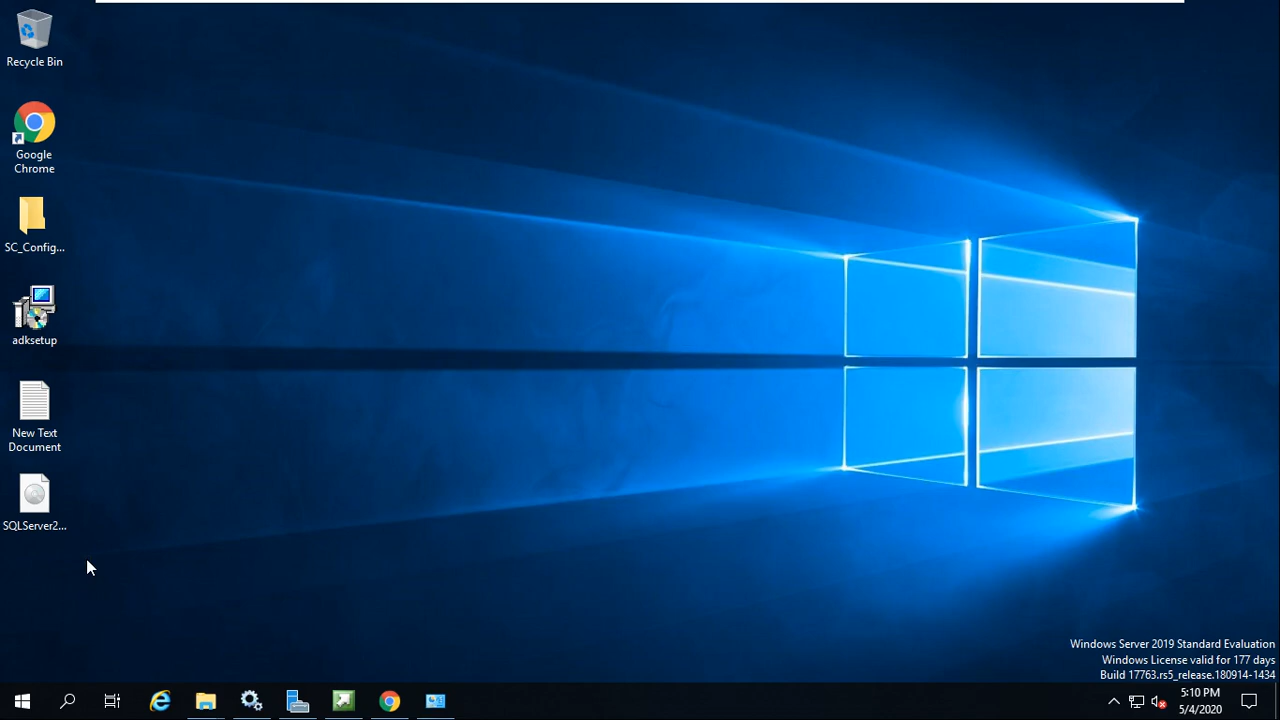 Recycle Bin
Google
Chrome
SC_Config...
adksetup
New Text
Document
SQLServer2...
Windows Server 2019 Standard Evaluation
Windows License valid for 177 days
Build 17763.rs5_release.180914-1434
5:10 PM
5/4/2020